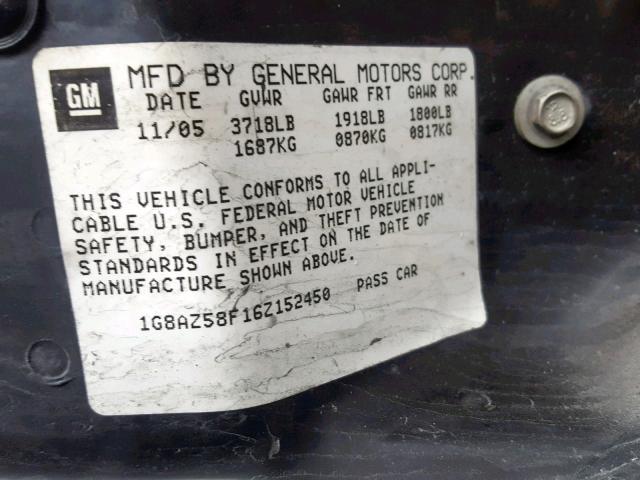 GM
MFD BY GENERAL MOTORS CORP.
DATE GVWR GAWR FRT GAWR RR
11/05 3718LB 1918LB 1800LB
1687KG 0870KG 0817KG
THIS VEHICLE CONFORMS TO ALL APPLI-
CABLE U.S. FEDERAL MOTOR VEHICLE
SAFETY, BUMPER, AND THEFT PREVENTION
STANDARDS IN EFFECT ON THE DATE OF
MANUFACTURE SHOWN ABOVE.
1G8AZ58F16Z152450 PASS CAR